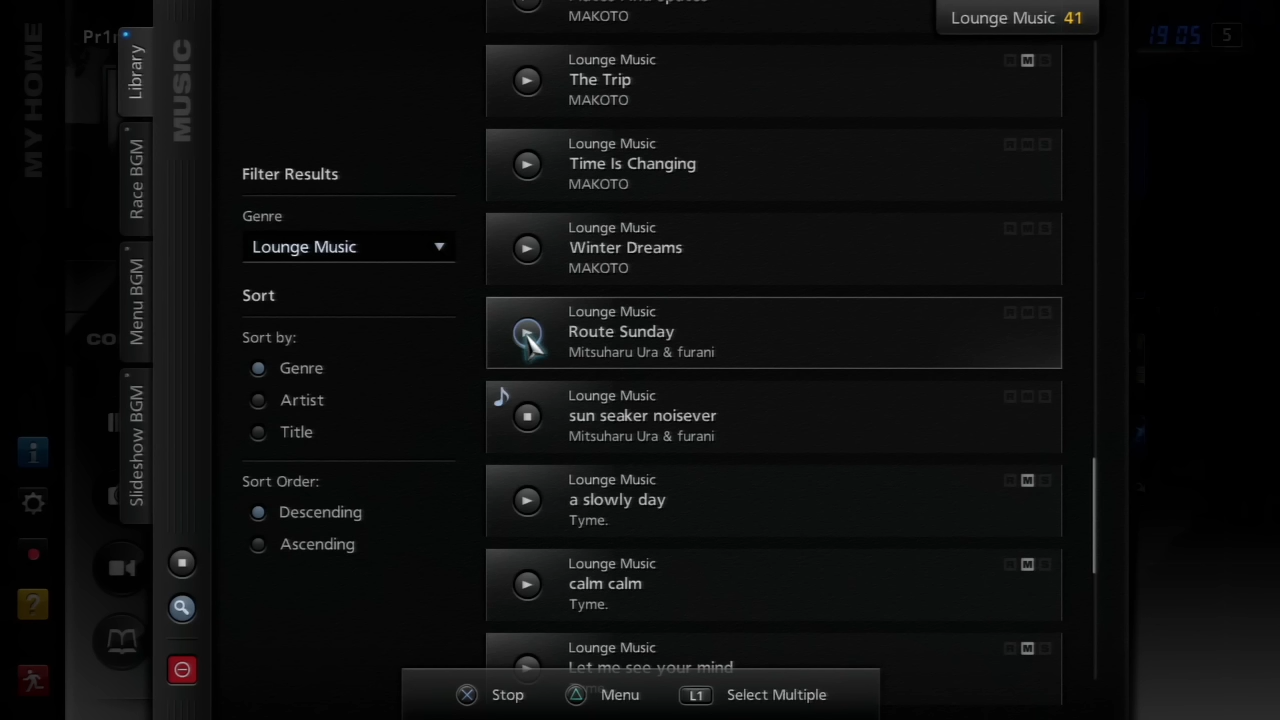 MY HOME
Pr1
Library
Race BGM
Menu BGM
Slideshow BGM
MUSIC
Filter Results
Genre
Lounge Music
Sort
Sort by:
Genre
Artist
Title
Sort Order:
Descending
Ascending
Lounge Music 41
19:05
5
MAKOTO
Lounge Music
The Trip
MAKOTO
M
Lounge Music
Time Is Changing
MAKOTO
Lounge Music
Winter Dreams
MAKOTO
Lounge Music
Route Sunday
Mitsuharu Ura & furani
Lounge Music
sun seaker noisever
Mitsuharu Ura & furani
Lounge Music
a slowly day
Tyme.
M
Lounge Music
calm calm
Tyme.
M
Lounge Music
Let me see your mind
M
Stop
Menu
L1 Select Multiple